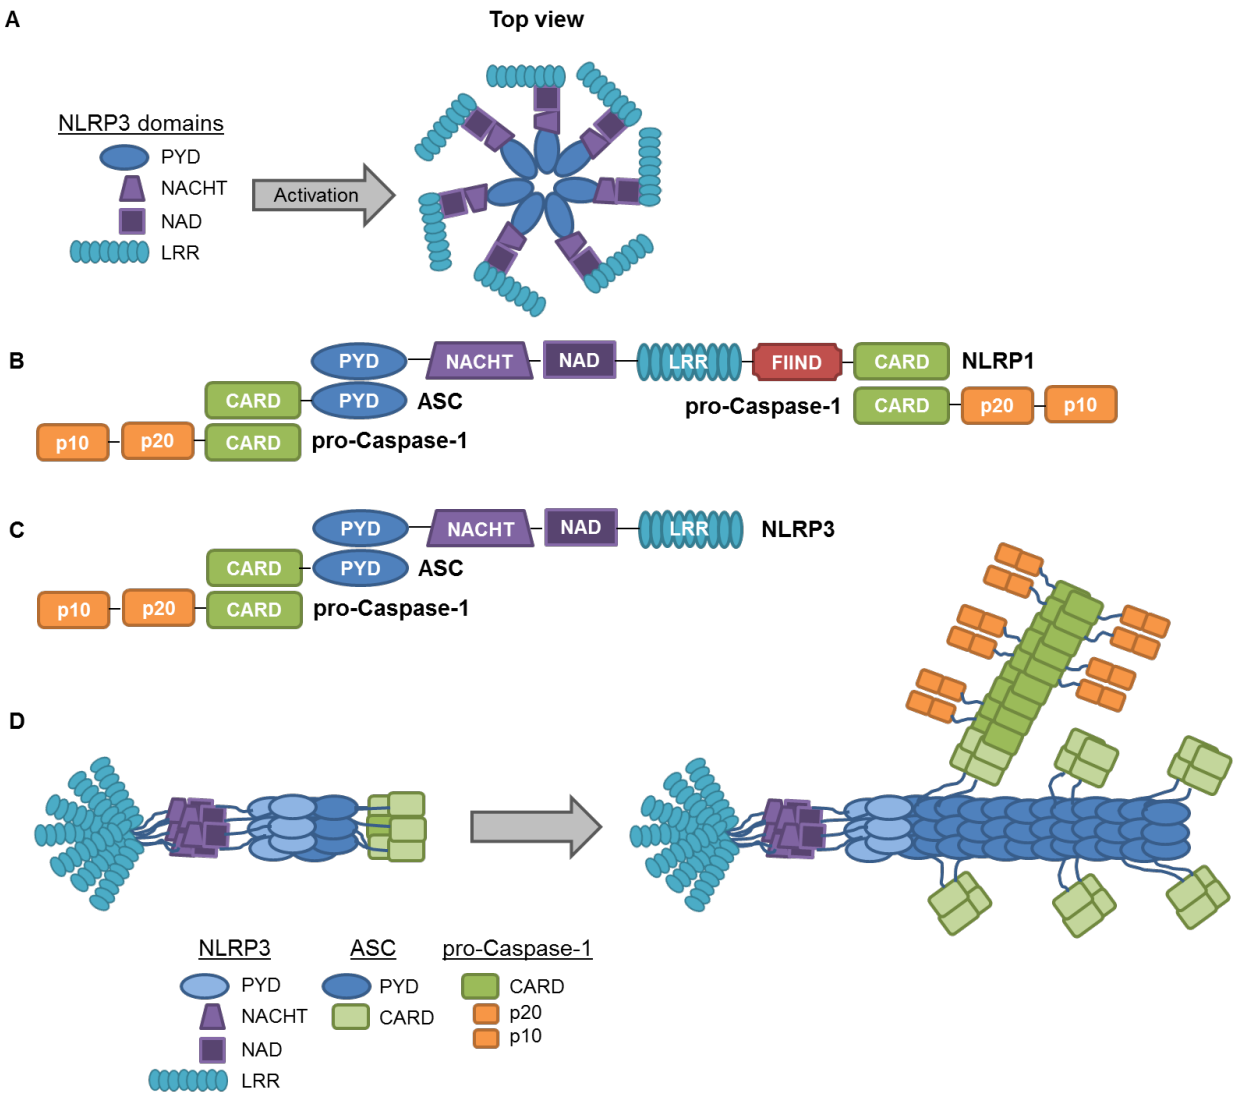 A
Top view
NLRP3 domains
PYD
NACHT
NAD
LRR
Activation
B
PYD
NACHT
NAD
LRR
FIIND
CARD
NLRP1
CARD
PYD
ASC
pro-Caspase-1
CARD
p20
p10
p10
p20
CARD
pro-Caspase-1
C
PYD
NACHT
NAD
LRR
NLRP3
CARD
PYD
ASC
p10
p20
CARD
pro-Caspase-1
D
NLRP3
PYD
NACHT
NAD
LRR
ASC
PYD
CARD
pro-Caspase-1
CARD
p20
p10